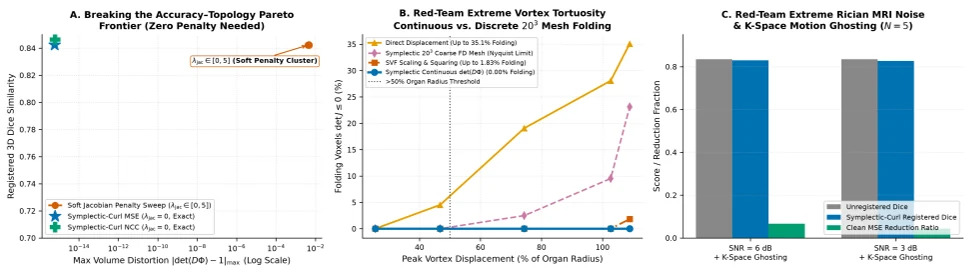 A. Breaking the Accuracy–Topology Pareto
Frontier (Zero Penalty Needed)
Registered 3D Dice Similarity
0.84
0.82
0.80
0.78
0.76
0.74
0.72
0.70
λjac ∈ [0, 5] (Soft Penalty Cluster)
Soft Jacobian Penalty Sweep (λjac ∈ [0, 5])
Symplectic-Curl MSE (λjac = 0, Exact)
Symplectic-Curl NCC (λjac = 0, Exact)
10⁻¹⁴ 10⁻¹² 10⁻¹⁰ 10⁻⁸ 10⁻⁶ 10⁻⁴ 10⁻²
Max Volume Distortion |det(DΦ) − 1|max (Log Scale)
B. Red-Team Extreme Vortex Tortuosity
Continuous vs. Discrete 20³ Mesh Folding
Folding Voxels det J ≤ 0 (%)
35
30
25
20
15
10
5
0
Direct Displacement (Up to 35.1% Folding)
Symplectic 20³ Coarse FD Mesh (Nyquist Limit)
SVF Scaling & Squaring (Up to 1.83% Folding)
Symplectic Continuous det(DΦ) (0.00% Folding)
>50% Organ Radius Threshold
40 60 80 100
Peak Vortex Displacement (% of Organ Radius)
C. Red-Team Extreme Rician MRI Noise
& K-Space Motion Ghosting (N = 5)
Score / Reduction Fraction
0.8
0.6
0.4
0.2
0.0
Unregistered Dice
Symplectic-Curl Registered Dice
Clean MSE Reduction Ratio
SNR = 6 dB
+ K-Space Ghosting
SNR = 3 dB
+ K-Space Ghosting